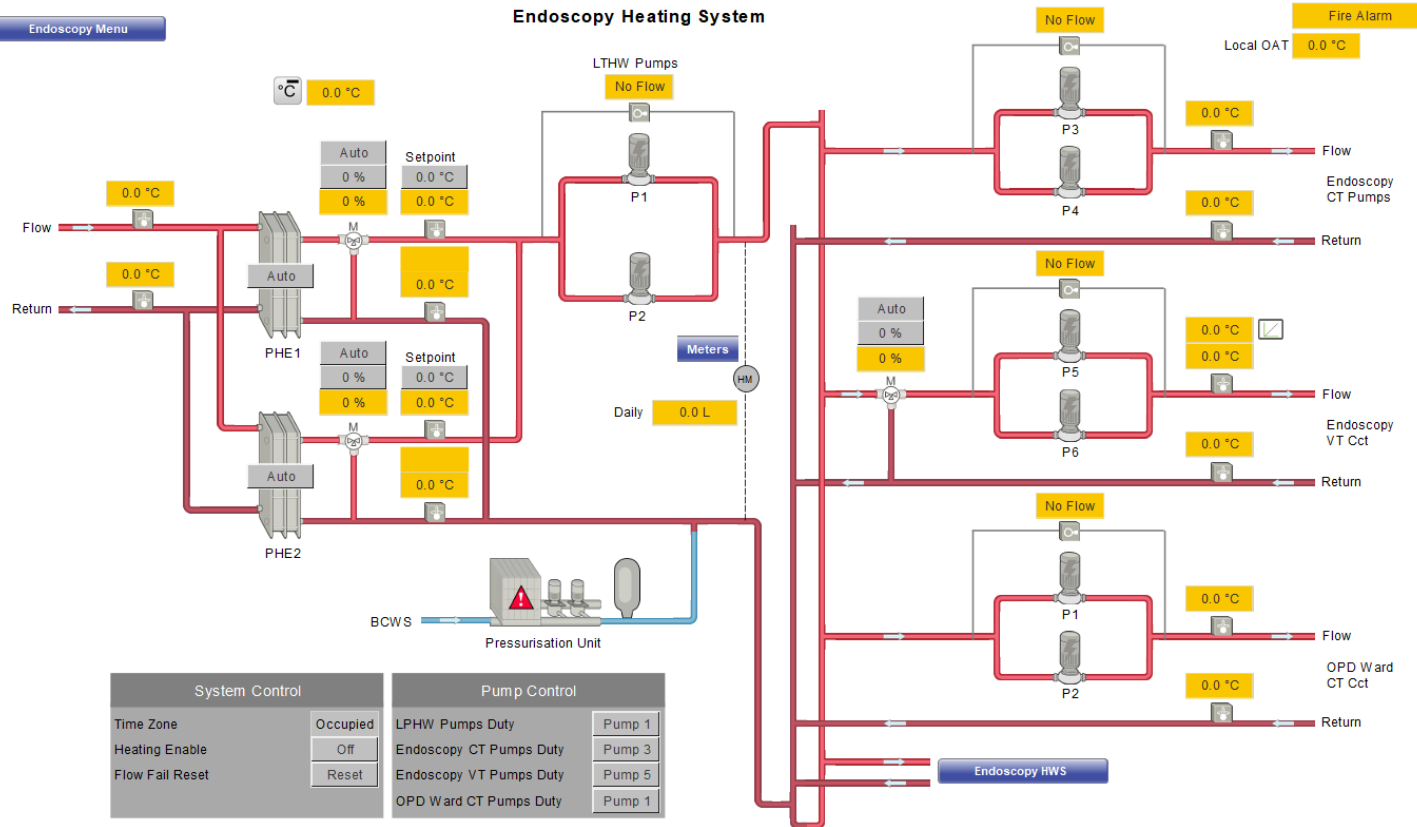 Endoscopy Heating System
Endoscopy Menu
Fire Alarm
Local OAT 0.0 °C
°C 0.0 °C
LTHW Pumps
No Flow
P1
P2
Flow
0.0 °C
Return
0.0 °C
Auto
0 %
0 %
M
Setpoint
0.0 °C
0.0 °C
0.0 °C
Auto
PHE1
Auto
0 %
0 %
M
Setpoint
0.0 °C
0.0 °C
0.0 °C
Auto
PHE2
Meters
HM
Daily 0.0 L
BCWS
Pressurisation Unit
No Flow
P3
P4
0.0 °C
Flow
Endoscopy
CT Pumps
0.0 °C
Return
Auto
0 %
0 %
M
No Flow
P5
P6
0.0 °C
0.0 °C
Flow
Endoscopy
VT Cct
0.0 °C
Return
No Flow
P1
P2
0.0 °C
Flow
OPD Ward
CT Cct
0.0 °C
Return
Endoscopy HWS
System Control
Time Zone Occupied
Heating Enable Off
Flow Fail Reset Reset
Pump Control
LPHW Pumps Duty Pump 1
Endoscopy CT Pumps Duty Pump 3
Endoscopy VT Pumps Duty Pump 5
OPD Ward CT Pumps Duty Pump 1